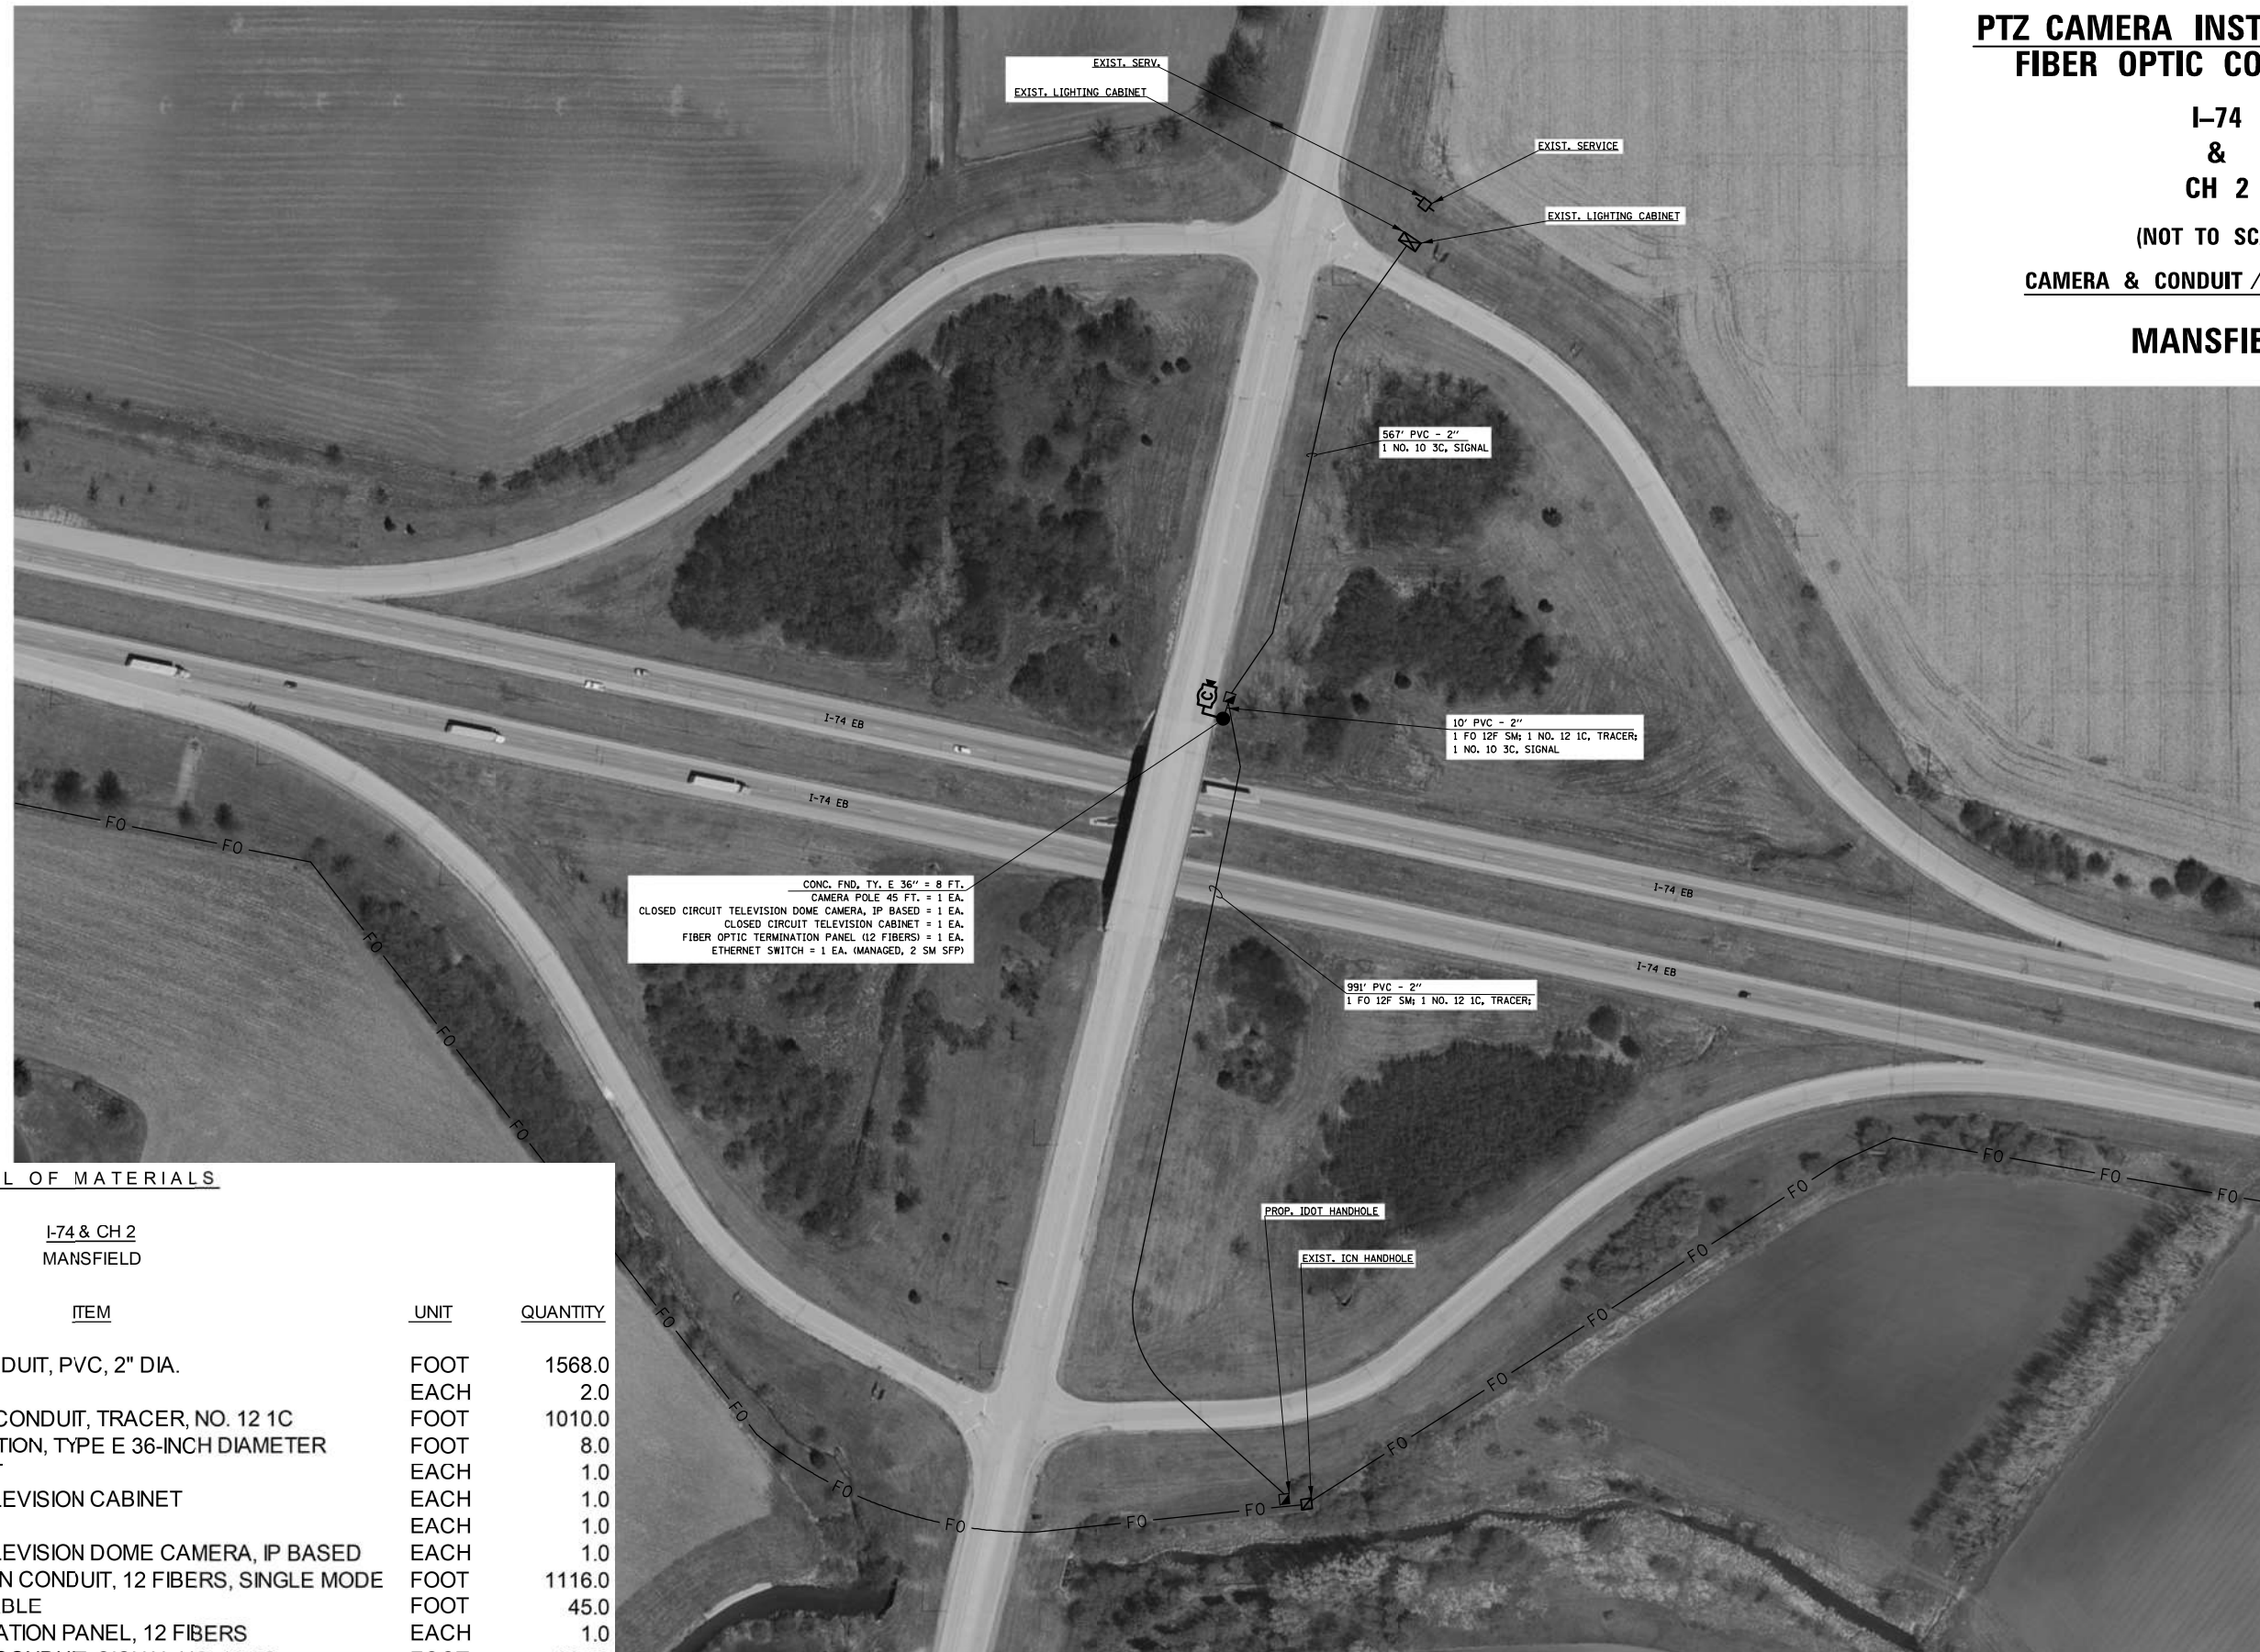 PTZ CAMERA INST
FIBER OPTIC CO
I-74
&
CH 2
(NOT TO SC
CAMERA & CONDUIT /
MANSFIE
EXIST. SERV.
EXIST. LIGHTING CABINET
EXIST. SERVICE
EXIST. LIGHTING CABINET
567' PVC - 2"
1 NO. 10 3C, SIGNAL
C
I-74 EB
10' PVC - 2"
1 FO 12F SM; 1 NO. 12 1C, TRACER;
1 NO. 10 3C, SIGNAL
I-74 EB
FO
FO
CONC. FND, TY. E 36" = 8 FT.
CAMERA POLE 45 FT. = 1 EA.
CLOSED CIRCUIT TELEVISION DOME CAMERA, IP BASED = 1 EA.
CLOSED CIRCUIT TELEVISION CABINET = 1 EA.
FIBER OPTIC TERMINATION PANEL (12 FIBERS) = 1 EA.
ETHERNET SWITCH = 1 EA. (MANAGED, 2 SM SFP)
I-74 EB
FO
I-74 EB
991' PVC - 2"
1 FO 12F SM; 1 NO. 12 1C, TRACER;
FO
FO
FO
FO
FO
FO
PROP. IDOT HANDHOLE
EXIST. ICN HANDHOLE
FO
FO
FO
FO
FO
FO
FO
FO
FO
FO
L OF MATERIALS
I-74 & CH 2
MANSFIELD
ITEM UNIT QUANTITY
DUIT, PVC, 2" DIA. FOOT 1568.0
EACH 2.0
CONDUIT, TRACER, NO. 12 1C FOOT 1010.0
TION, TYPE E 36-INCH DIAMETER FOOT 8.0
EACH 1.0
LEVISION CABINET EACH 1.0
EACH 1.0
LEVISION DOME CAMERA, IP BASED EACH 1.0
N CONDUIT, 12 FIBERS, SINGLE MODE FOOT 1116.0
BLE FOOT 45.0
ATION PANEL, 12 FIBERS EACH 1.0